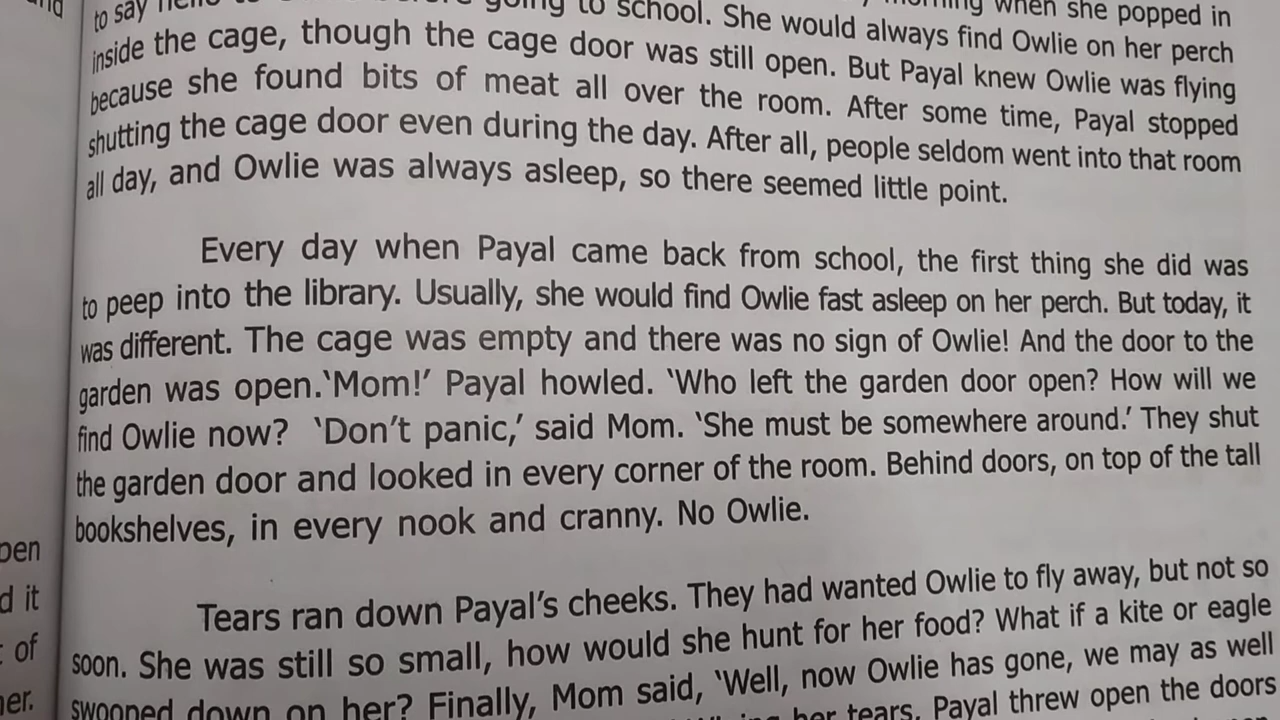 to say hello to going to school. She would morning when she popped in
inside the cage, though the cage door was still open. always find Owlie on her perch
because she found bits of meat all over the room. But Payal knew Owlie was flying
shutting the cage door even during the day. After some time, Payal stopped
all day, and Owlie was always asleep, so there seemed little point. After all, people seldom went into that room
Every day when Payal came back from school, the first thing she did was
to peep into the library. Usually, she would find Owlie fast asleep on her perch. But today, it
was different. The cage was empty and there was no sign of Owlie! And the door to the
garden was open.‘Mom!’ Payal howled. ‘Who left the garden door open? How will we
find Owlie now?  ‘Don’t panic,’ said Mom. ‘She must be somewhere around.’ They shut
the garden door and looked in every corner of the room. Behind doors, on top of the tall
bookshelves, in every nook and cranny. No Owlie.
Tears ran down Payal’s cheeks. They had wanted Owlie to fly away, but not so
soon. She was still so small, how would she hunt for her food? What if a kite or eagle
swooped down on her? Finally, Mom said, ‘Well, now Owlie has gone, we may as well
her tears, Payal threw open the doors
pen
d it
of
ner.